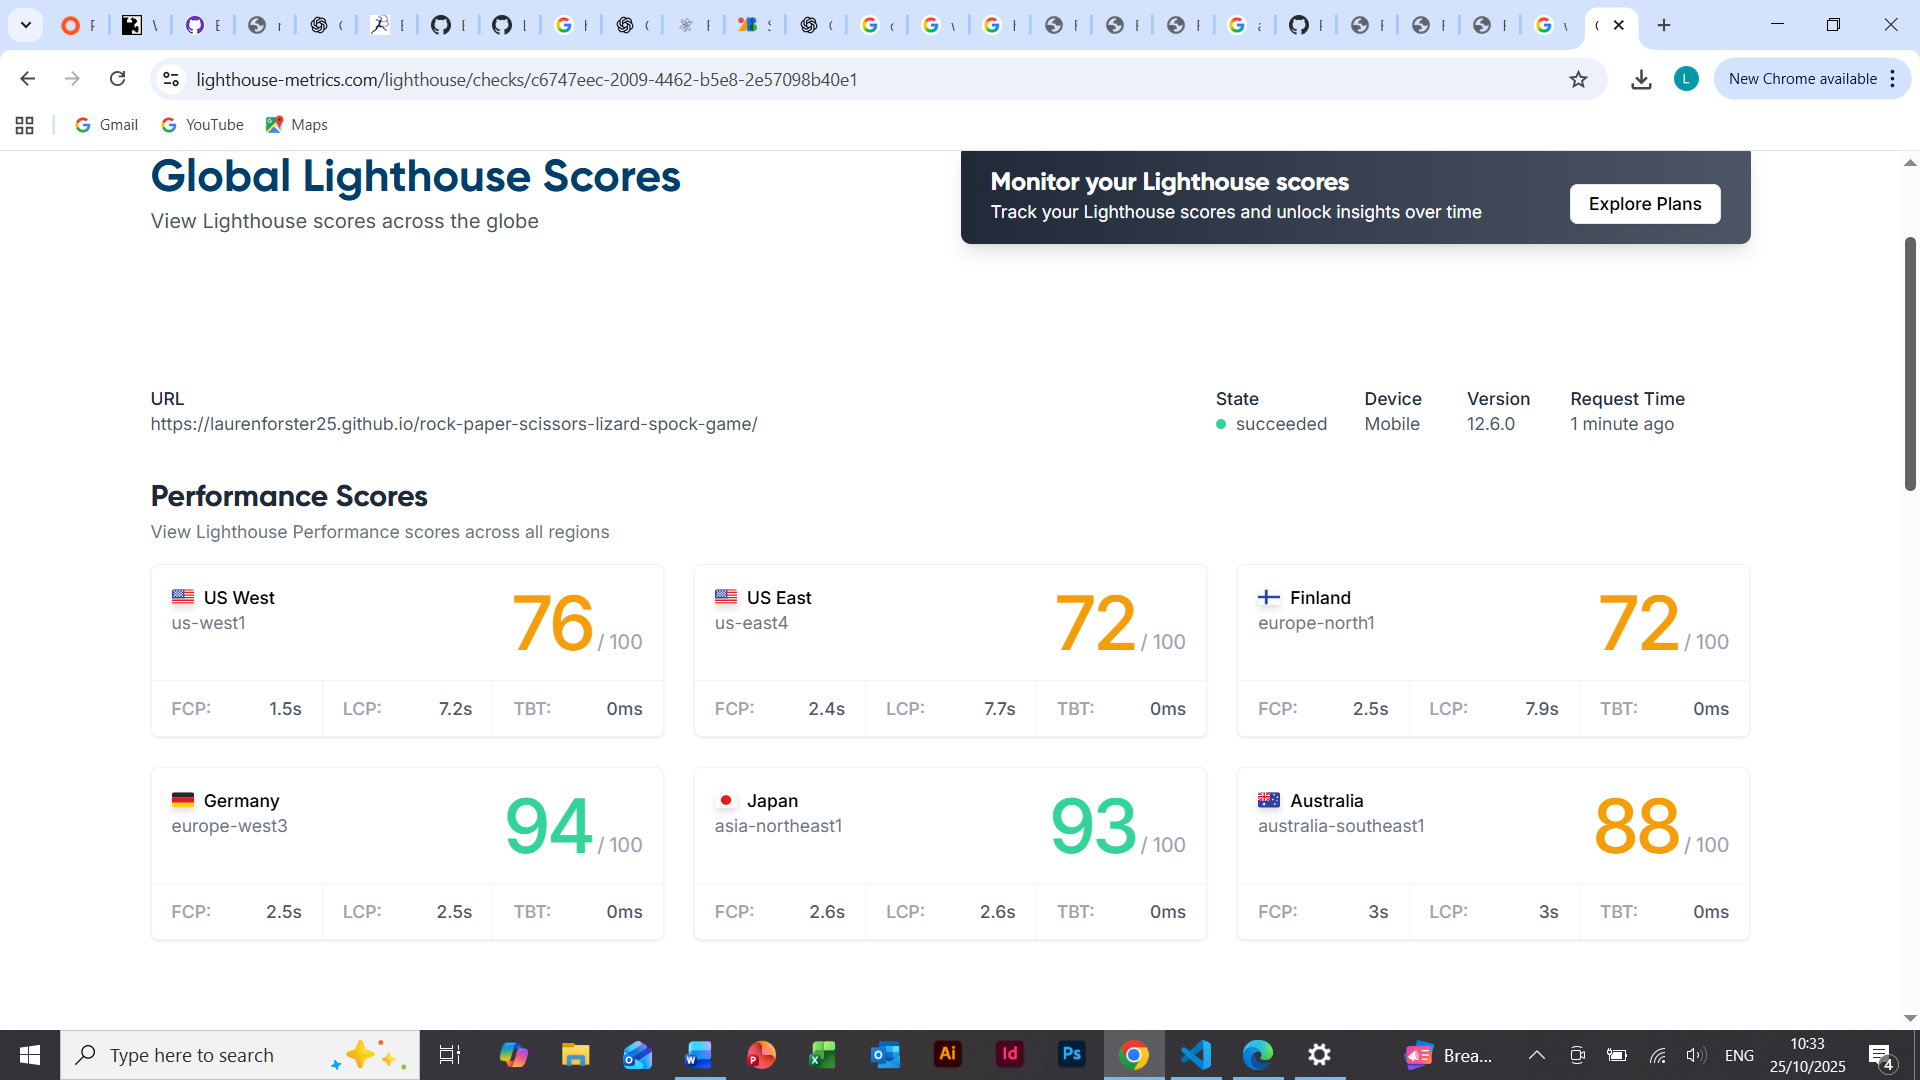 lighthouse-metrics.com/lighthouse/checks/c6747eec-2009-4462-b5e8-2e57098b40e1
L
New Chrome available
Gmail
YouTube
Maps
Global Lighthouse Scores
View Lighthouse scores across the globe
Monitor your Lighthouse scores
Track your Lighthouse scores and unlock insights over time
Explore Plans
URL
https://laurenforster25.github.io/rock-paper-scissors-lizard-spock-game/
State
succeeded
Device
Mobile
Version
12.6.0
Request Time
1 minute ago
Performance Scores
View Lighthouse Performance scores across all regions
US West
us-west1
76 / 100
FCP: 1.5s LCP: 7.2s TBT: 0ms
US East
us-east4
72 / 100
FCP: 2.4s LCP: 7.7s TBT: 0ms
Finland
europe-north1
72 / 100
FCP: 2.5s LCP: 7.9s TBT: 0ms
Germany
europe-west3
94 / 100
FCP: 2.5s LCP: 2.5s TBT: 0ms
Japan
asia-northeast1
93 / 100
FCP: 2.6s LCP: 2.6s TBT: 0ms
Australia
australia-southeast1
88 / 100
FCP: 3s LCP: 3s TBT: 0ms
Type here to search
Ai
Id
Ps
Brea...
ENG
10:33
25/10/2025
4